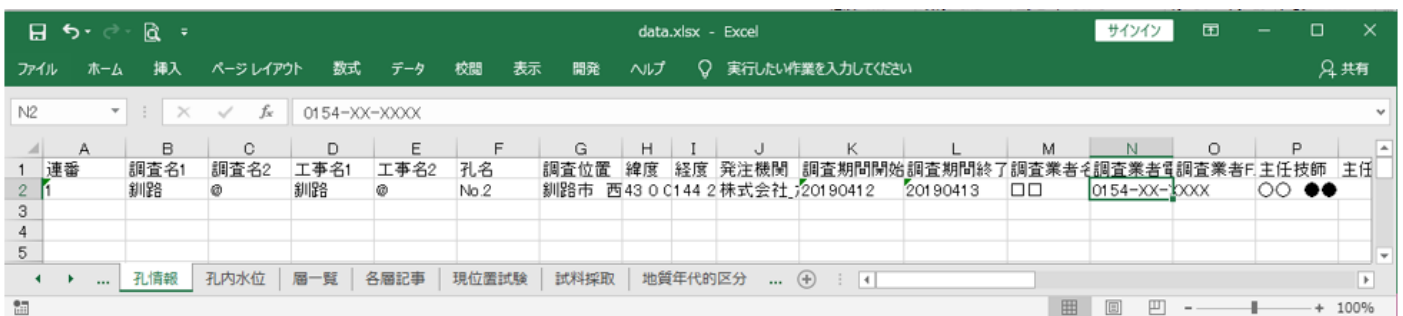 data.xlsx - Excel サインイン
ファイル ホーム 挿入 ページ レイアウト 数式 データ 校閲 表示 開発 ヘルプ 実行したい作業を入力してください 共有
N2 fx 0154-XX-XXXX
A B C D E F G H I J K L M N O P
1 連番 調査名1 調査名2 工事名1 工事名2 孔名 調査位置 緯度 経度 発注機関 調査期間開始 調査期間終了 調査業者名 調査業者電 調査業者F 主任技師 主任
2 1 釧路 @ 釧路 @ No.2 釧路市 西 43 0 0 144 2 株式会社_ 20190412 20190413 □□ 0154-XX-XXXX ○○ ●●
3
4
5
... 孔情報 孔内水位 層一覧 各層記事 現位置試験 試料採取 地質年代的区分 ...
100%